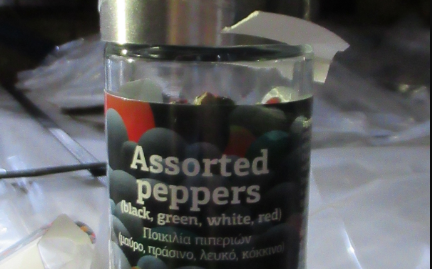 Assorted
peppers
(black, green, white, red)
Ποικιλία πιπεριών
(μαύρο, πράσινο, λευκό, κόκκινο)